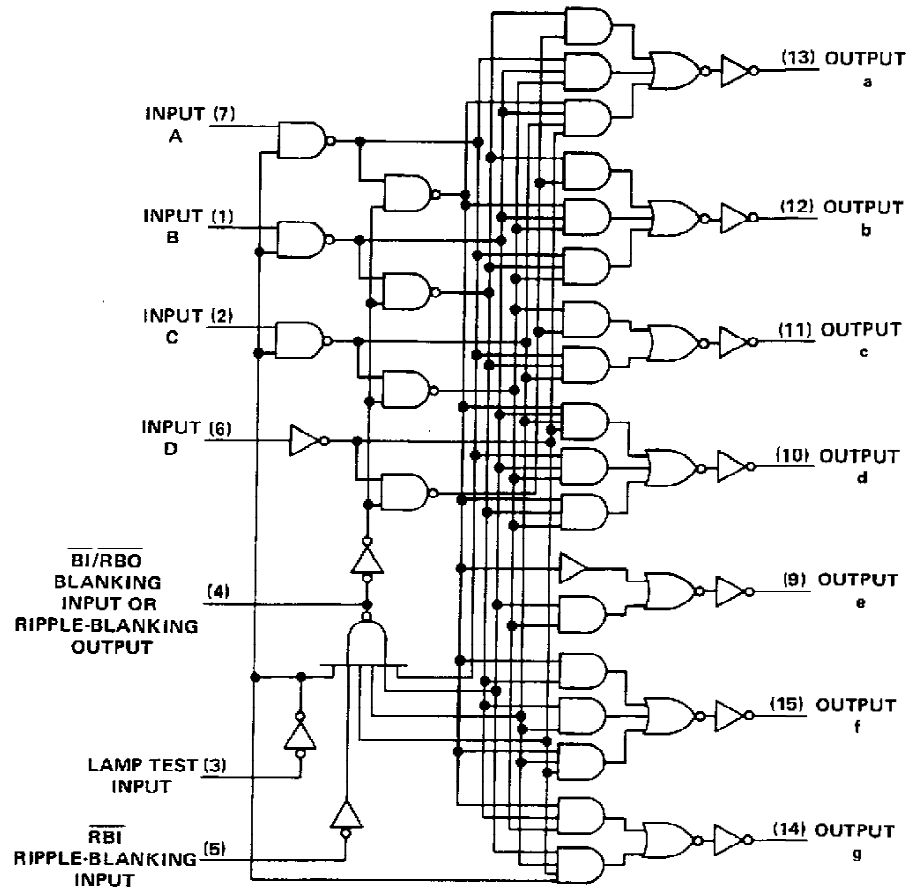 (13) OUTPUT
a
INPUT (7)
A
INPUT (1)
B
(12) OUTPUT
b
INPUT (2)
C
(11) OUTPUT
c
INPUT (6)
D
(10) OUTPUT
d
BI/RBO
BLANKING
INPUT OR (4)
RIPPLE-BLANKING
OUTPUT
(9) OUTPUT
e
(15) OUTPUT
f
LAMP TEST (3)
INPUT
RBI
RIPPLE-BLANKING (5)
INPUT
(14) OUTPUT
g